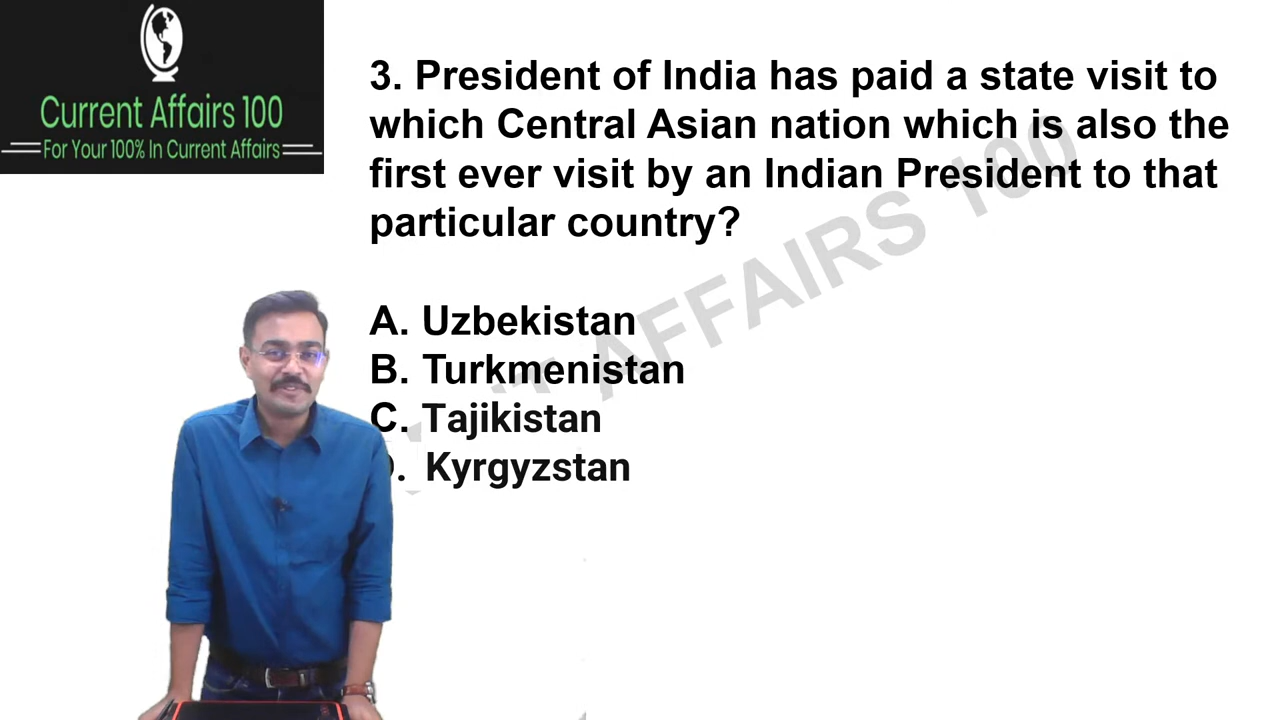 Current Affairs 100
For Your 100% In Current Affairs
3. President of India has paid a state visit to
which Central Asian nation which is also the
first ever visit by an Indian President to that
particular country?
A. Uzbekistan
B. Turkmenistan
C. Tajikistan
D. Kyrgyzstan
AFFAIRS 100